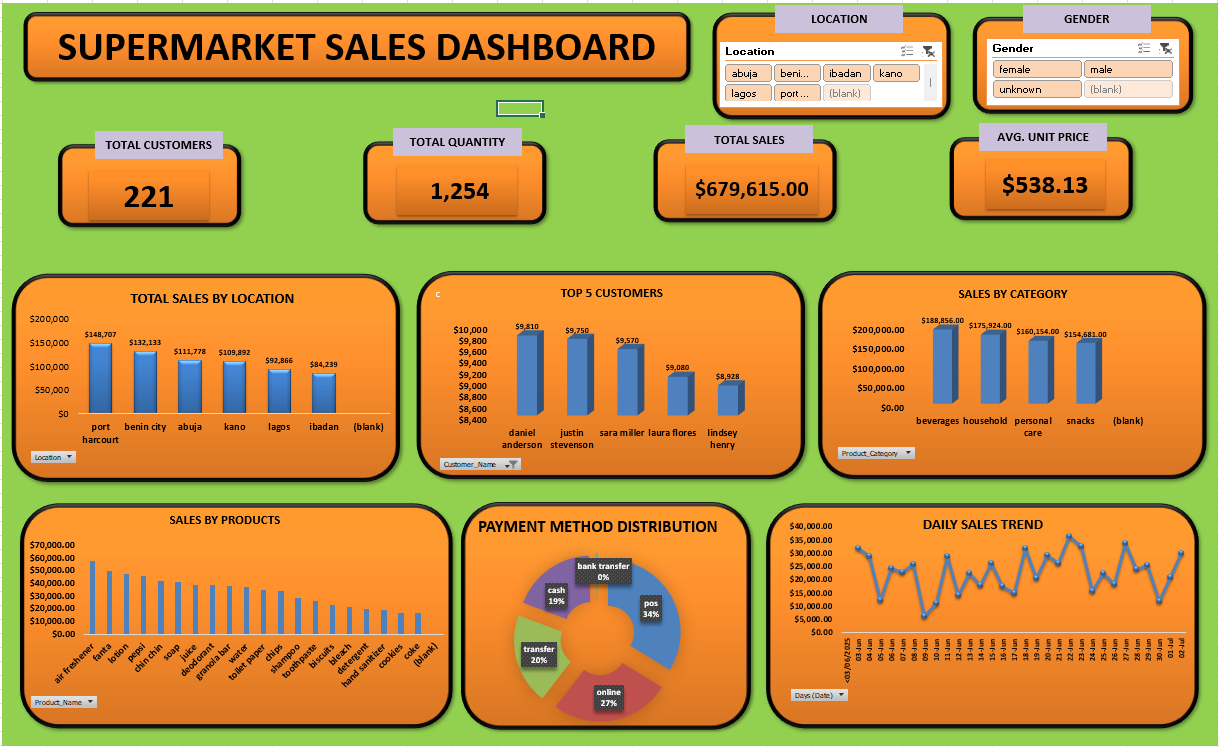 SUPERMARKET SALES DASHBOARD
LOCATION
Location
abuja beni... ibadan kano
lagos port... (blank)
GENDER
Gender
female male
unknown (blank)
TOTAL CUSTOMERS
221
TOTAL QUANTITY
1,254
TOTAL SALES
$679,615.00
AVG. UNIT PRICE
$538.13
TOTAL SALES BY LOCATION
$200,000
$150,000
$100,000
$50,000
$0
$148,707
$132,133
$111,778
$109,892
$92,866
$84,239
port harcourt
benin city
abuja
kano
lagos
ibadan
(blank)
Location
C
TOP 5 CUSTOMERS
$10,000
$9,800
$9,600
$9,400
$9,200
$9,000
$8,800
$8,600
$8,400
$9,810
$9,750
$9,570
$9,080
$8,928
daniel anderson
justin stevenson
sara miller
laura flores
lindsey henry
Customer_Name
SALES BY CATEGORY
$200,000.00
$150,000.00
$100,000.00
$50,000.00
$0.00
$188,856.00
$175,924.00
$160,154.00
$154,681.00
beverages
household
personal care
snacks
(blank)
Product_Category
SALES BY PRODUCTS
$70,000.00
$60,000.00
$50,000.00
$40,000.00
$30,000.00
$20,000.00
$10,000.00
$0.00
air freshener
fanta
lotion
pepsi
chin chin
soap
juice
deodorant
granola bar
water
toilet paper
chips
shampoo
toothpaste
biscuits
bleach
detergent
hand sanitizer
cookies
coke
(blank)
Product_Name
PAYMENT METHOD DISTRIBUTION
bank transfer
0%
pos
34%
online
27%
transfer
20%
cash
19%
DAILY SALES TREND
$40,000.00
$35,000.00
$30,000.00
$25,000.00
$20,000.00
$15,000.00
$10,000.00
$5,000.00
$0.00
<03/06/2025
03-Jun
04-Jun
05-Jun
06-Jun
07-Jun
08-Jun
09-Jun
10-Jun
11-Jun
12-Jun
13-Jun
14-Jun
15-Jun
16-Jun
17-Jun
18-Jun
19-Jun
20-Jun
21-Jun
22-Jun
23-Jun
24-Jun
25-Jun
26-Jun
27-Jun
28-Jun
29-Jun
30-Jun
01-Jul
02-Jul
Days (Date)